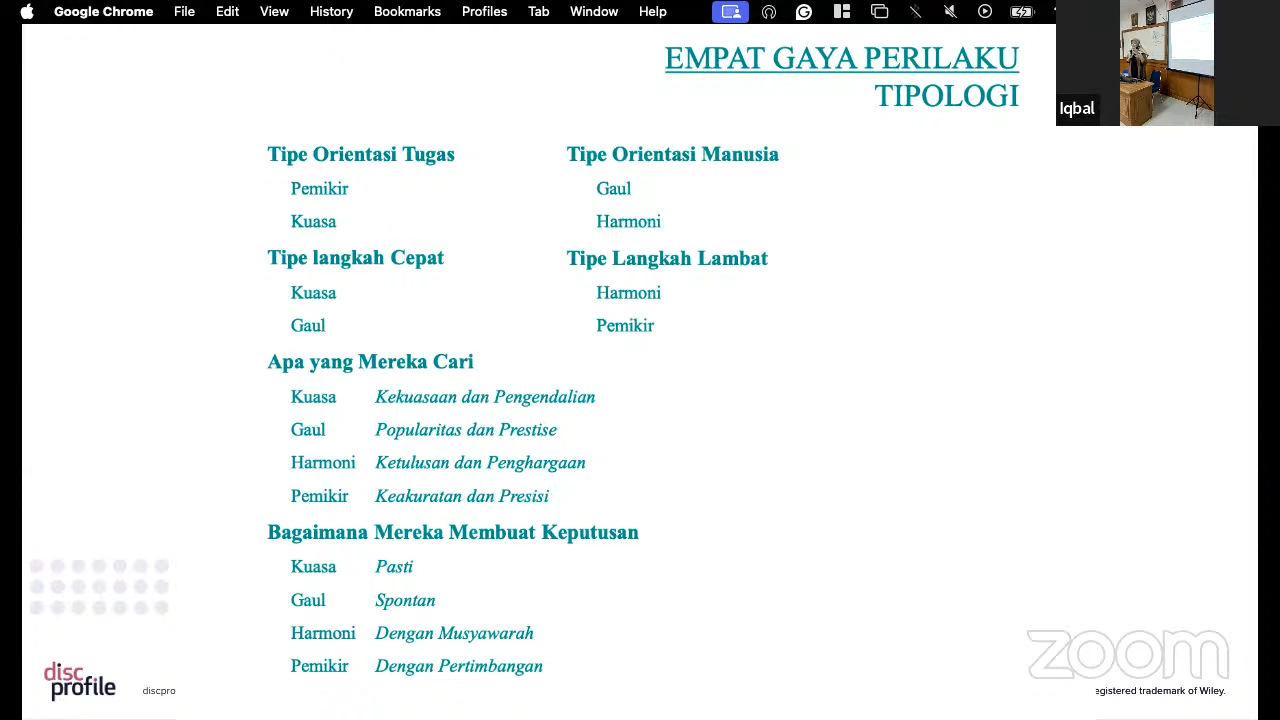 Google Chrome File Edit View History Bookmarks Profiles Tab Window Help
EMPAT GAYA PERILAKU
TIPOLOGI
Iqbal
Tipe Orientasi Tugas Tipe Orientasi Manusia
Pemikir Gaul
Kuasa Harmoni
Tipe langkah Cepat Tipe Langkah Lambat
Kuasa Harmoni
Gaul Pemikir
Apa yang Mereka Cari
Kuasa Kekuasaan dan Pengendalian
Gaul Popularitas dan Prestise
Harmoni Ketulusan dan Penghargaan
Pemikir Keakuratan dan Presisi
Bagaimana Mereka Membuat Keputusan
Kuasa Pasti
Gaul Spontan
Harmoni Dengan Musyawarah
Pemikir Dengan Pertimbangan
zoom
disc
profile
discpro
egistered trademark of Wiley.